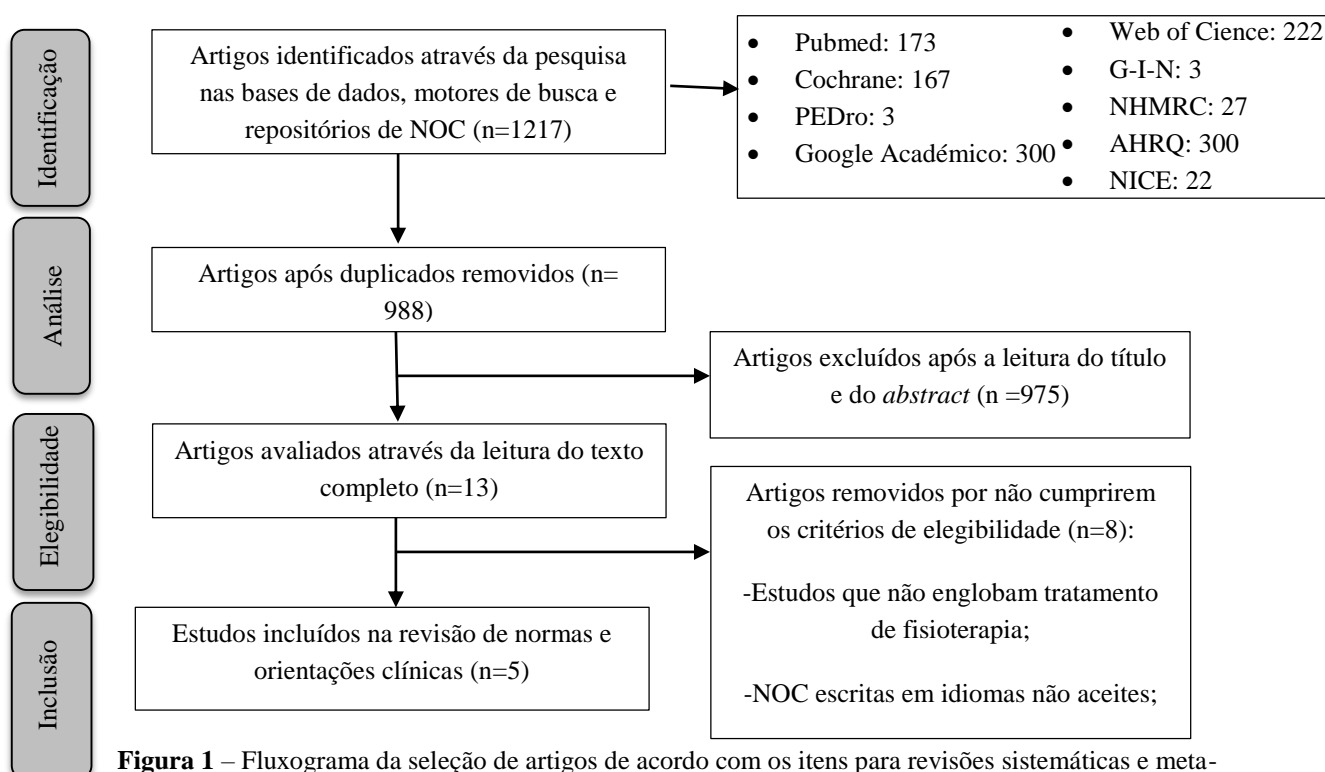 Identificação
Artigos identificados através da pesquisa
nas bases de dados, motores de busca e
repositórios de NOC (n=1217)
• Pubmed: 173
• Cochrane: 167
• PEDro: 3
• Google Académico: 300
• Web of Cience: 222
• G-I-N: 3
• NHMRC: 27
• AHRQ: 300
• NICE: 22
Análise
Artigos após duplicados removidos (n=
988)
Artigos excluídos após a leitura do título
e do abstract (n =975)
Elegibilidade
Artigos avaliados através da leitura do texto
completo (n=13)
Artigos removidos por não cumprirem
os critérios de elegibilidade (n=8):
-Estudos que não englobam tratamento
de fisioterapia;
-NOC escritas em idiomas não aceites;
Inclusão
Estudos incluídos na revisão de normas e
orientações clínicas (n=5)
Figura 1 – Fluxograma da seleção de artigos de acordo com os itens para revisões sistemáticas e meta-